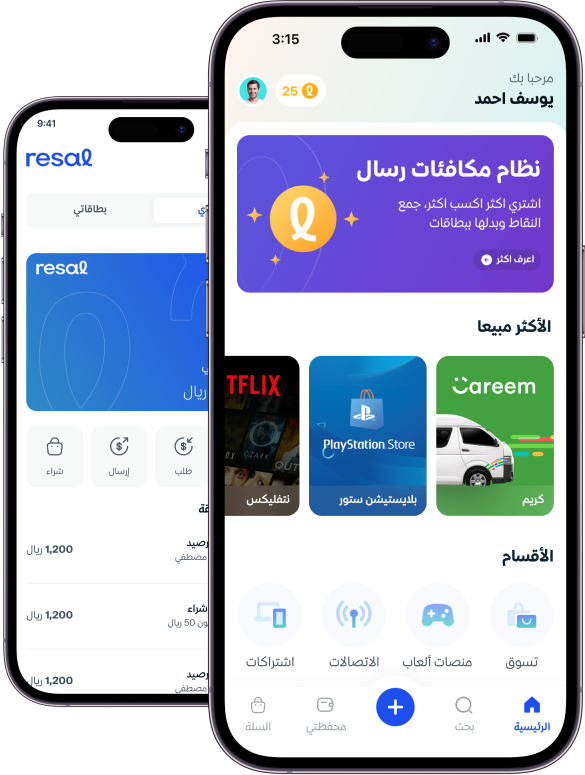 3:15
مرحبا بك
يوسف احمد
25
نظام مكافئات رسال
اشتري اكثر اكسب اكثر، جمع
النقاط وبدلها ببطاقات
اعرف اكثر
الأكثر مبيعا
Careem
كريم
PlayStation Store
بلايستيشن ستور
TFLIX
OZARK
OUT
نتفليكس
الأقسام
تسوق
منصات ألعاب
الاتصالات
اشتراكات
الرئيسية
بحث
محفظتي
السلة
9:41
resal
بطاقاتي
resal
ريال
طلب
إرسال
شراء
رصيد
مصطفي
1,200 ريال
شراء
ون 50 ريال
1,200 ريال
رصيد
مصطفي
1,200 ريال